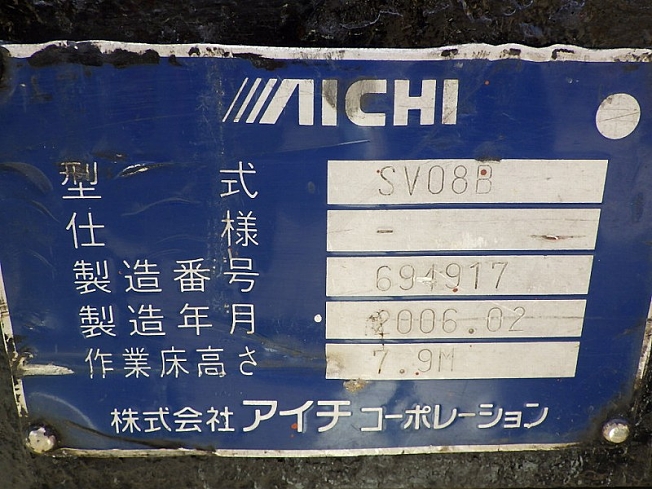 AICHI
型式 SV08B
仕様 -
製造番号 694917
製造年月 2006.02
作業床高さ 7.9M
株式会社 アイチ コーポレーション